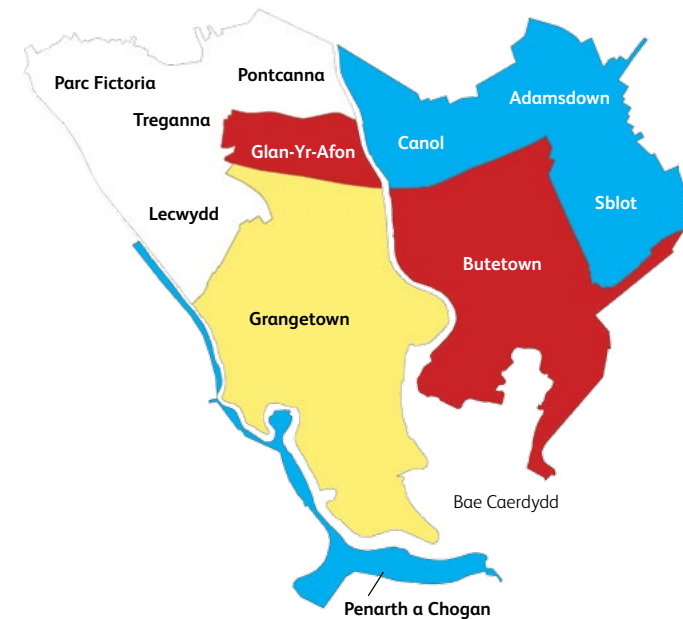 Pontcanna
Parc Fictoria
Adamsdown
Treganna
Canol
Glan-Yr-Afon
Sblot
Lecwydd
Butetown
Grangetown
Bae Caerdydd
Penarth a Chogan